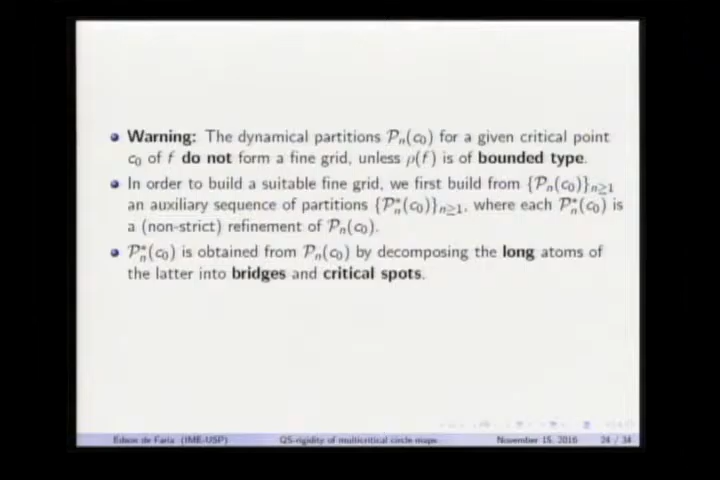 Warning: The dynamical partitions 𝒫ₙ(c₀) for a given critical point
c₀ of f do not form a fine grid, unless ρ(f) is of bounded type.
In order to build a suitable fine grid, we first build from {𝒫ₙ(c₀)}ₙ≥₁
an auxiliary sequence of partitions {𝒫*ₙ(c₀)}ₙ≥₁, where each 𝒫*ₙ(c₀) is
a (non-strict) refinement of 𝒫ₙ(c₀).
𝒫*ₙ(c₀) is obtained from 𝒫ₙ(c₀) by decomposing the long atoms of
the latter into bridges and critical spots.
Edson de Faria (IME-USP) QS-rigidity of multicritical circle maps November 15, 2016 24 / 34